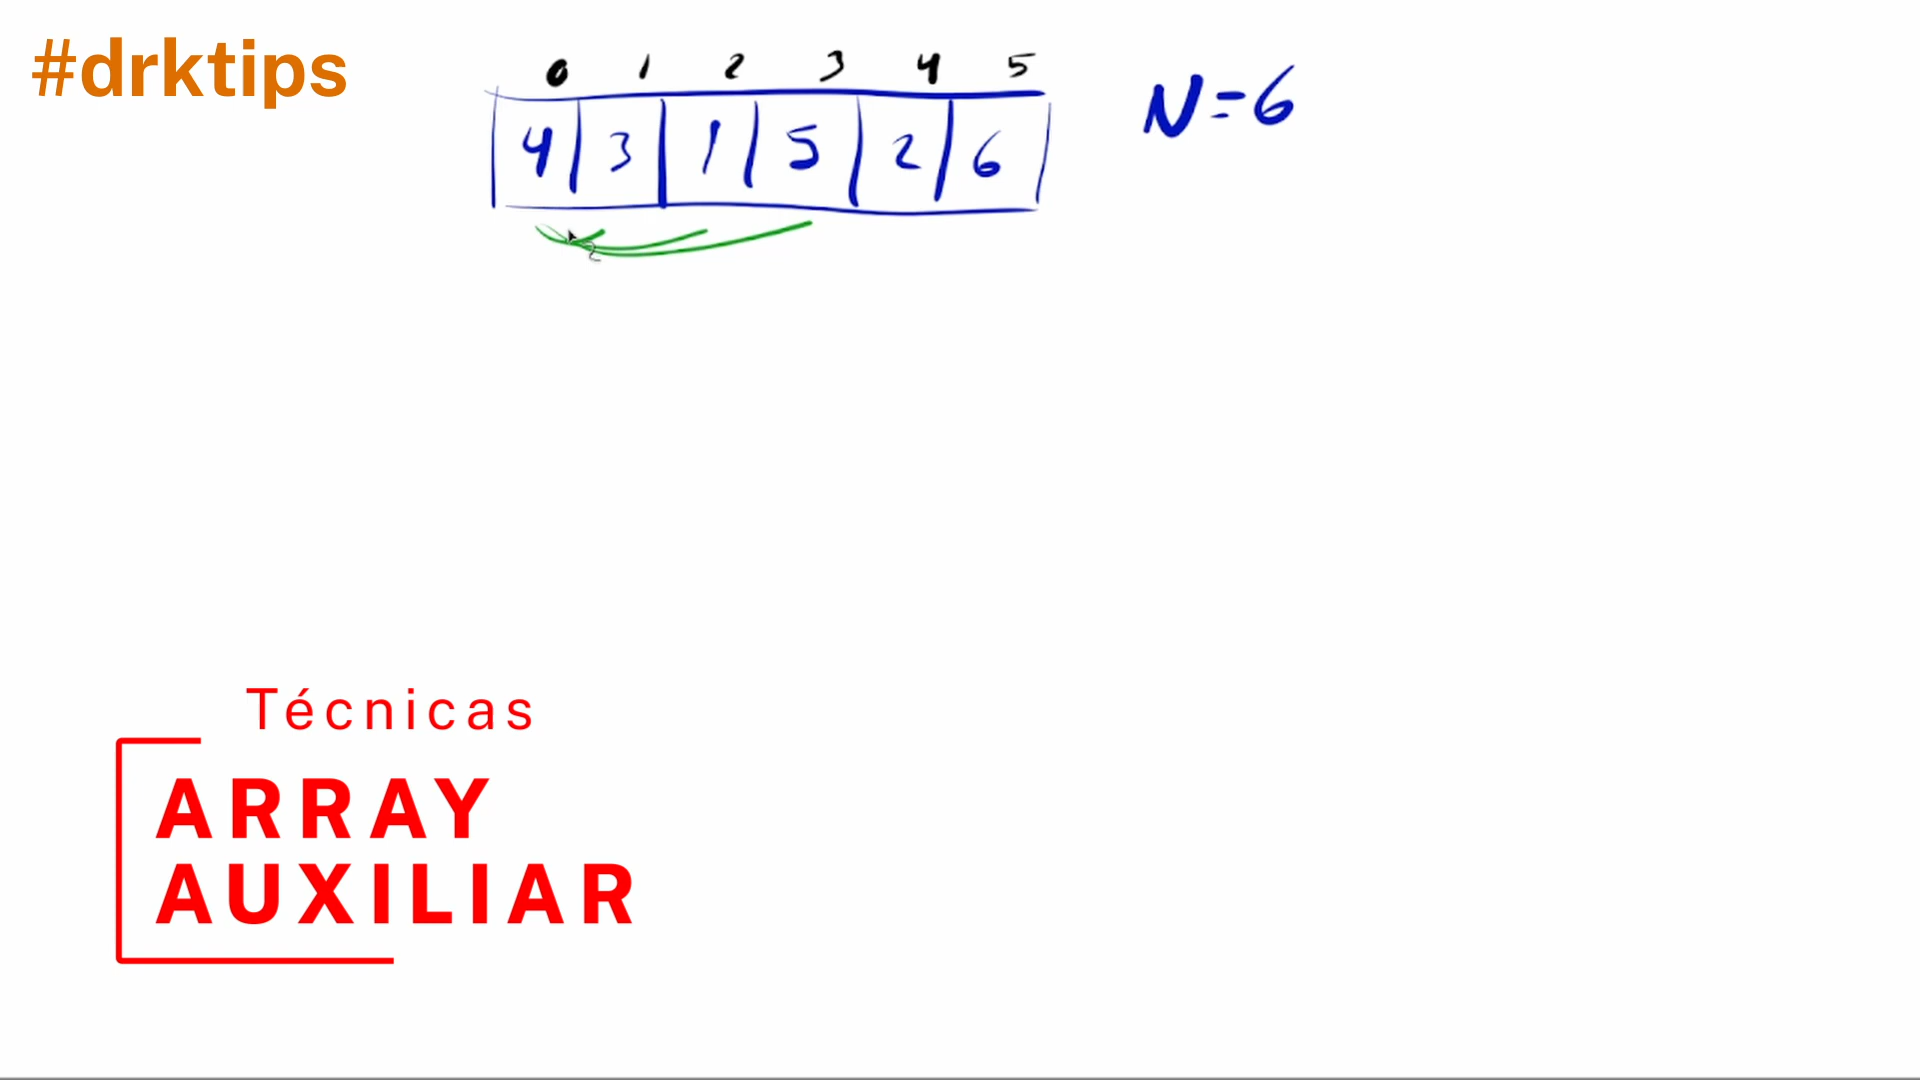 #drktips
0 1 2 3 4 5
4 3 1 5 2 6
N=6
Técnicas
ARRAY
AUXILIAR